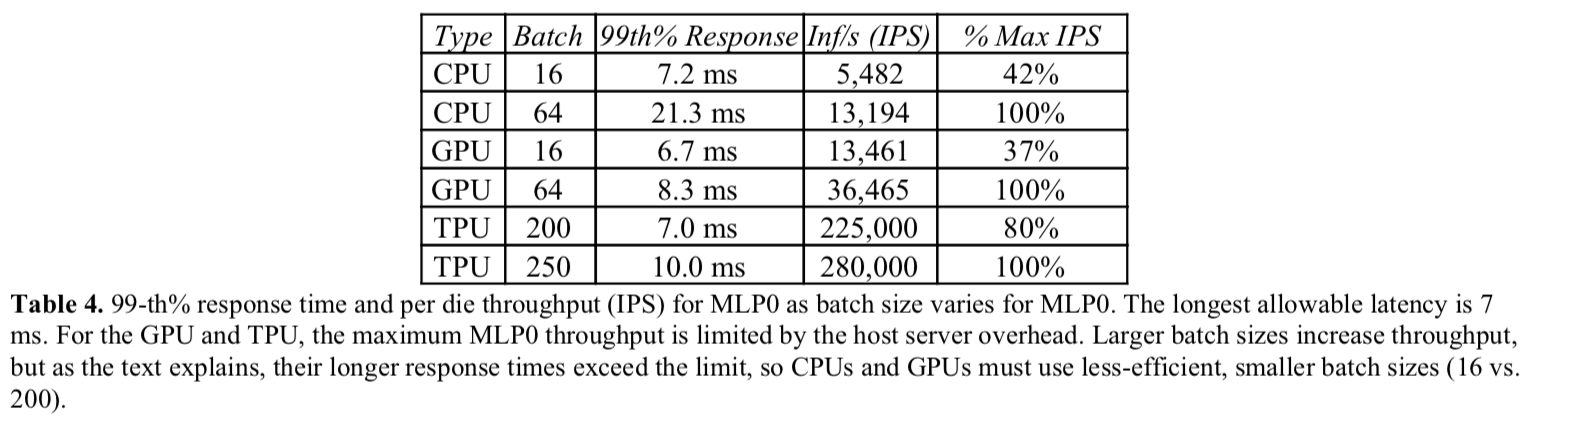 Type Batch 99th% Response Inf/s (IPS) % Max IPS
CPU 16 7.2 ms 5,482 42%
CPU 64 21.3 ms 13,194 100%
GPU 16 6.7 ms 13,461 37%
GPU 64 8.3 ms 36,465 100%
TPU 200 7.0 ms 225,000 80%
TPU 250 10.0 ms 280,000 100%
Table 4. 99-th% response time and per die throughput (IPS) for MLP0 as batch size varies for MLP0. The longest allowable latency is 7
ms. For the GPU and TPU, the maximum MLP0 throughput is limited by the host server overhead. Larger batch sizes increase throughput,
but as the text explains, their longer response times exceed the limit, so CPUs and GPUs must use less-efficient, smaller batch sizes (16 vs.
200).